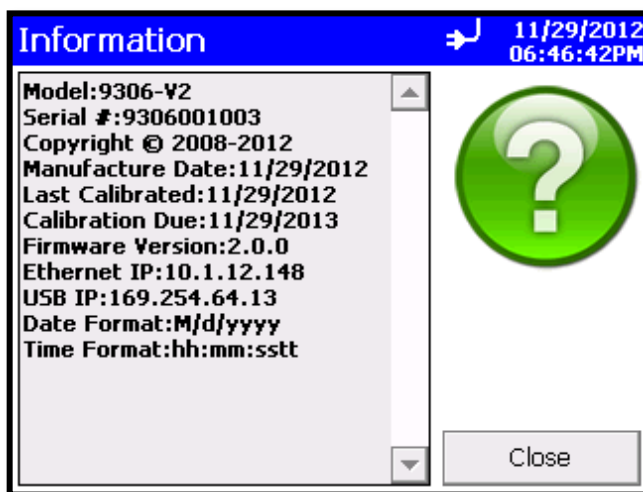 Information
11/29/2012
06:46:42PM
Model:9306-V2
Serial #:9306001003
Copyright © 2008-2012
Manufacture Date:11/29/2012
Last Calibrated:11/29/2012
Calibration Due:11/29/2013
Firmware Version:2.0.0
Ethernet IP:10.1.12.148
USB IP:169.254.64.13
Date Format:M/d/yyyy
Time Format:hh:mm:sstt
?
Close